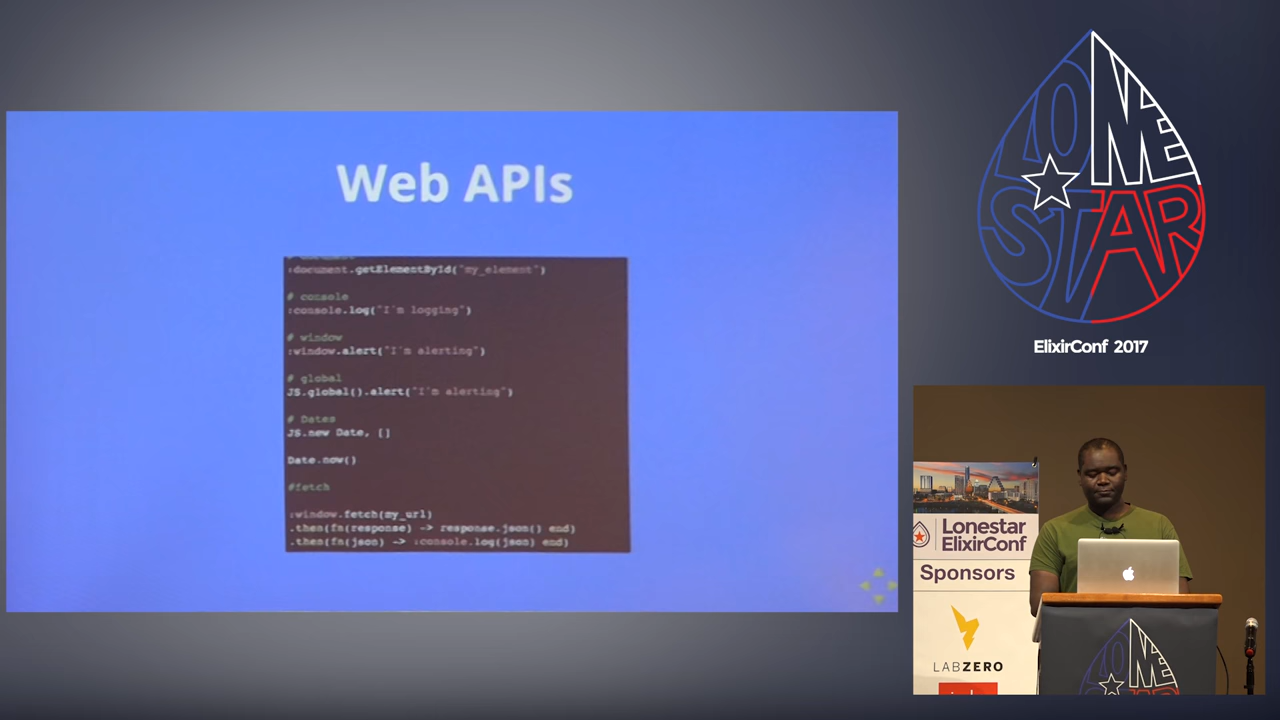 Web APIs
:document.getElementById("my_element")
# console
:console.log("I'm logging")
# window
:window.alert("I'm alerting")
# global
JS.global().alert("I'm alerting")
# Dates
JS.new Date, []
Date.now()
#fetch
:window.fetch(my_url)
.then(fn(response) -> response.json() end)
.then(fn(json) -> :console.log(json) end)
LONE
STAR
ElixirConf 2017
Lonestar
ElixirConf
Sponsors
LABZERO
LONE